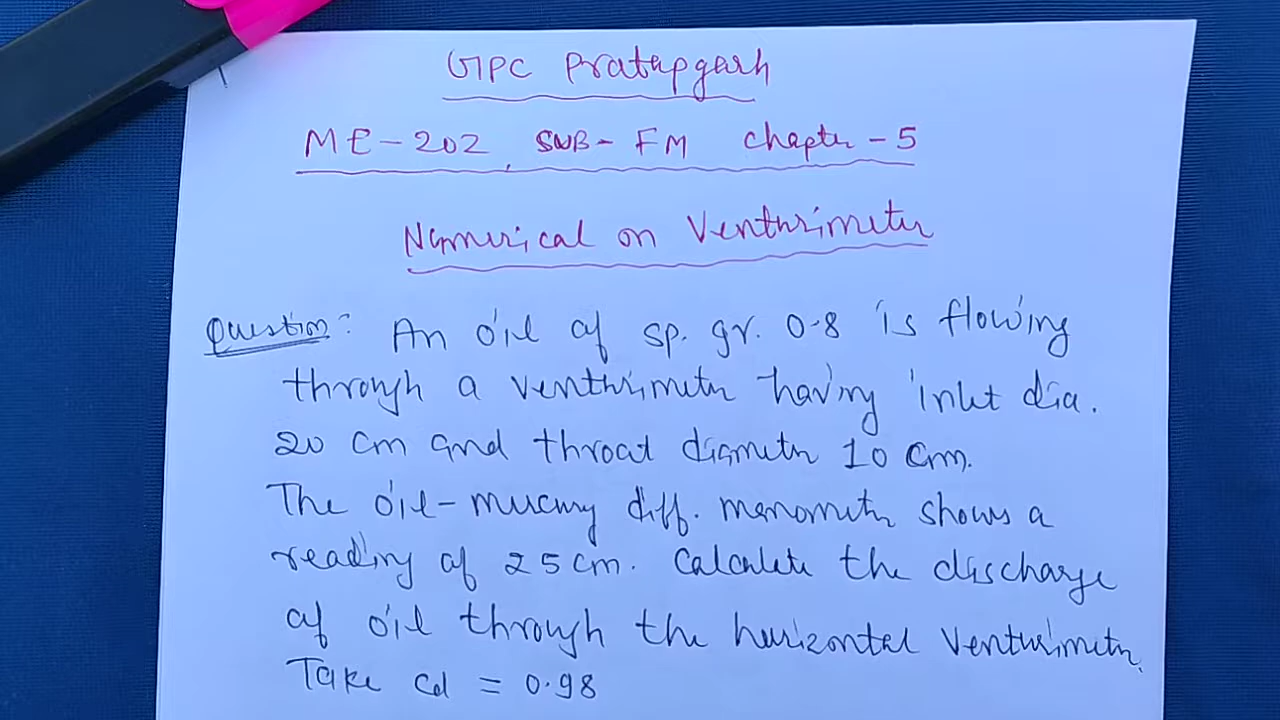 GPC Pratapgarh
ME-202, SUB- FM Chapter-5
Numerical on Venturimeter
Question: An oil of sp. gr. 0.8 is flowing
through a venturimeter having inlet dia.
20 cm and throat diameter 10 cm.
The oil-mercury diff. manometer shows a
reading of 25cm. Calculate the discharge
of oil through the horizontal venturimeter.
Take Cd = 0.98